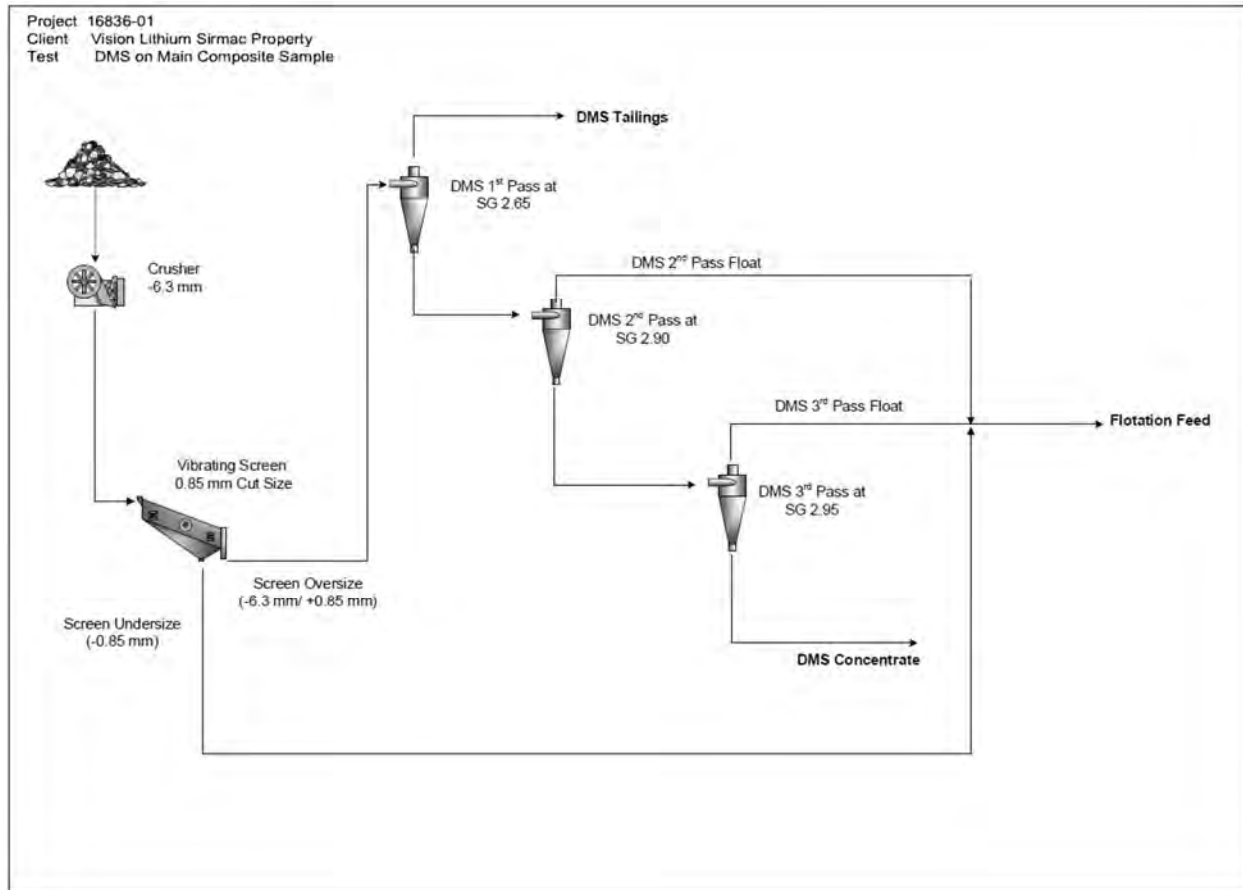 Project 16836-01
Client Vision Lithium Sirmac Property
Test DMS on Main Composite Sample
DMS Tailings
DMS 1st Pass at
SG 2.65
Crusher
-6.3 mm
DMS 2nd Pass Float
DMS 2nd Pass at
SG 2.90
DMS 3rd Pass Float
Flotation Feed
Vibrating Screen
0.85 mm Cut Size
DMS 3rd Pass at
SG 2.95
Screen Oversize
(-6.3 mm/ +0.85 mm)
Screen Undersize
(-0.85 mm)
DMS Concentrate